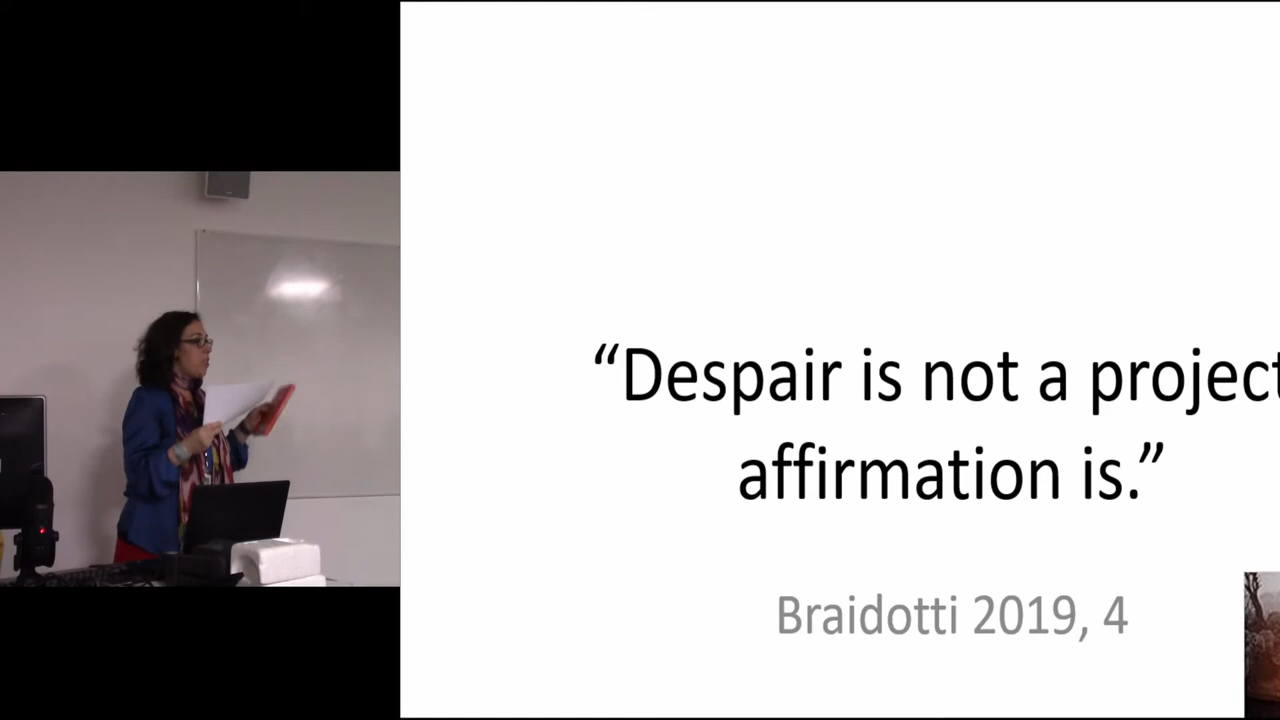 “Despair is not a project
affirmation is.”
Braidotti 2019, 4